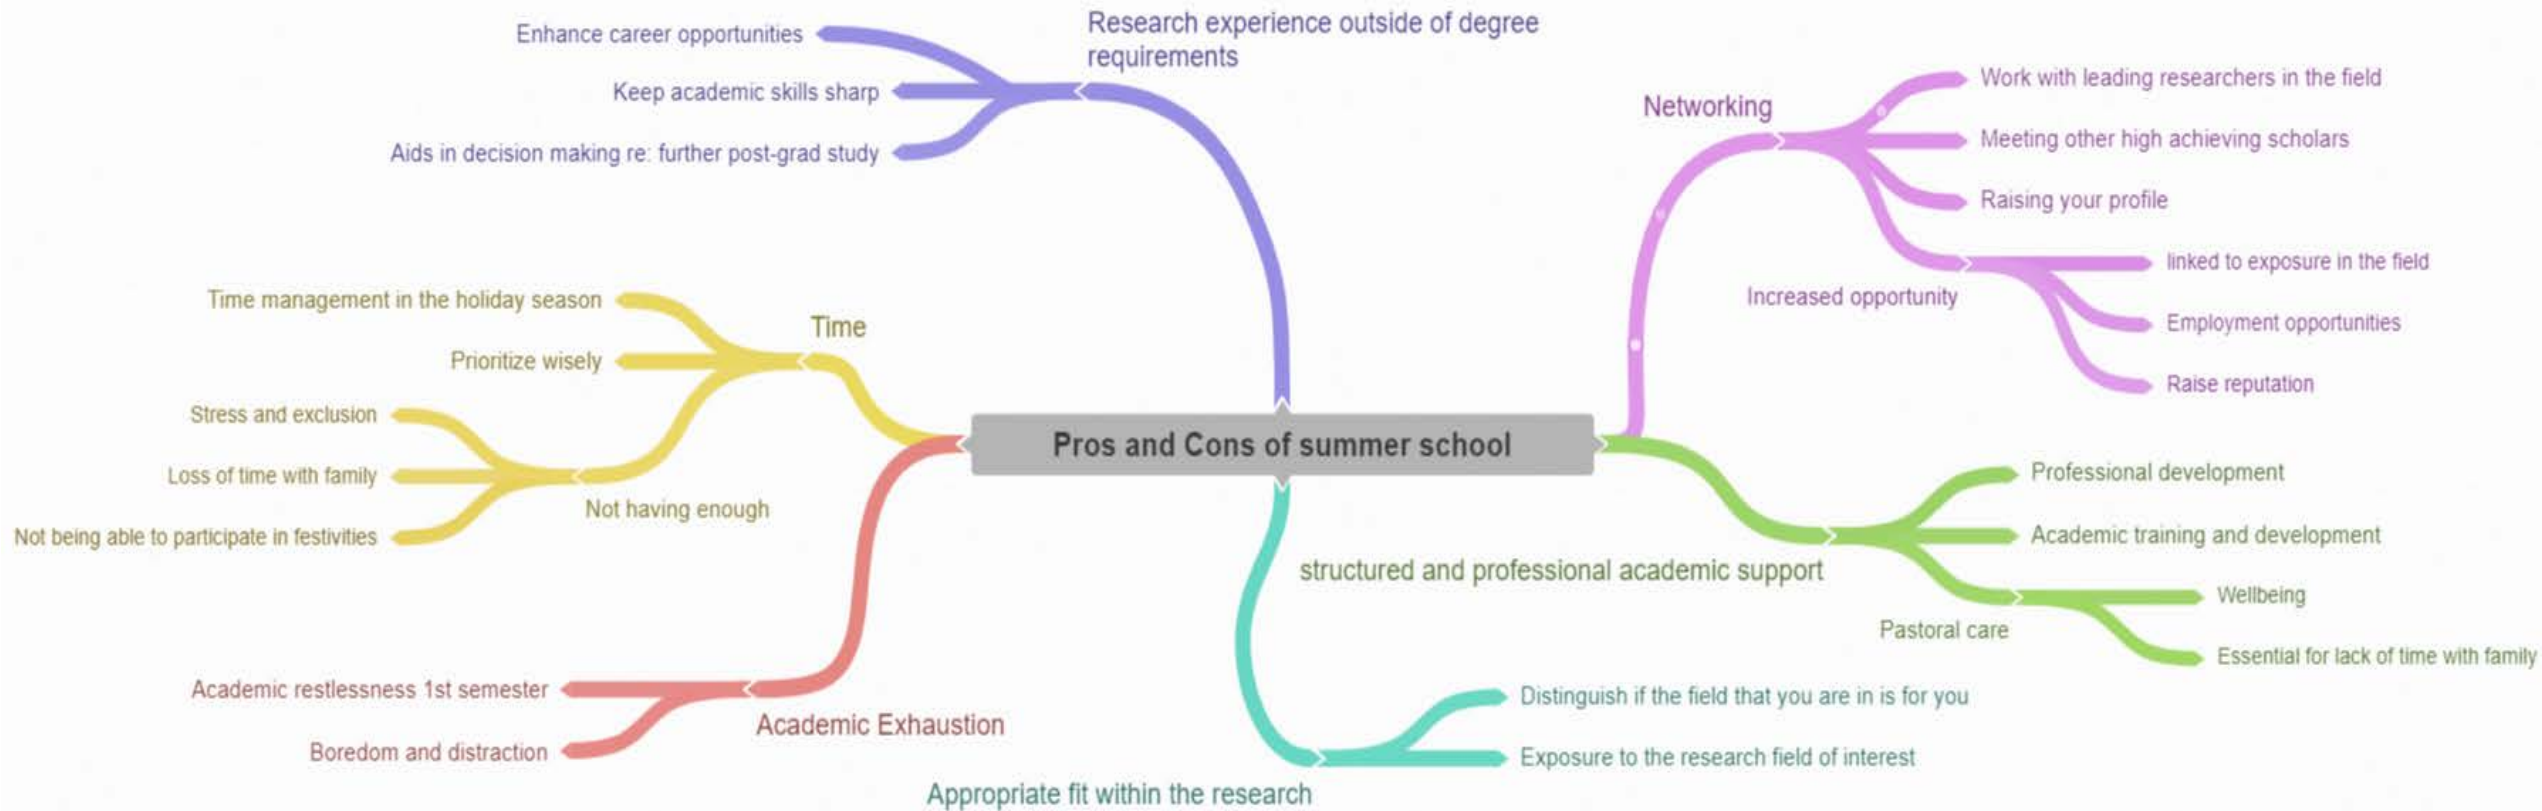 Pros and Cons of summer school
Research experience outside of degree
requirements
Enhance career opportunities
Keep academic skills sharp
Aids in decision making re: further post-grad study
Networking
Work with leading researchers in the field
Meeting other high achieving scholars
Raising your profile
Increased opportunity
linked to exposure in the field
Employment opportunities
Raise reputation
structured and professional academic support
Professional development
Academic training and development
Pastoral care
Wellbeing
Essential for lack of time with family
Appropriate fit within the research
Distinguish if the field that you are in is for you
Exposure to the research field of interest
Time
Time management in the holiday season
Prioritize wisely
Not having enough
Stress and exclusion
Loss of time with family
Not being able to participate in festivities
Academic Exhaustion
Academic restlessness 1st semester
Boredom and distraction